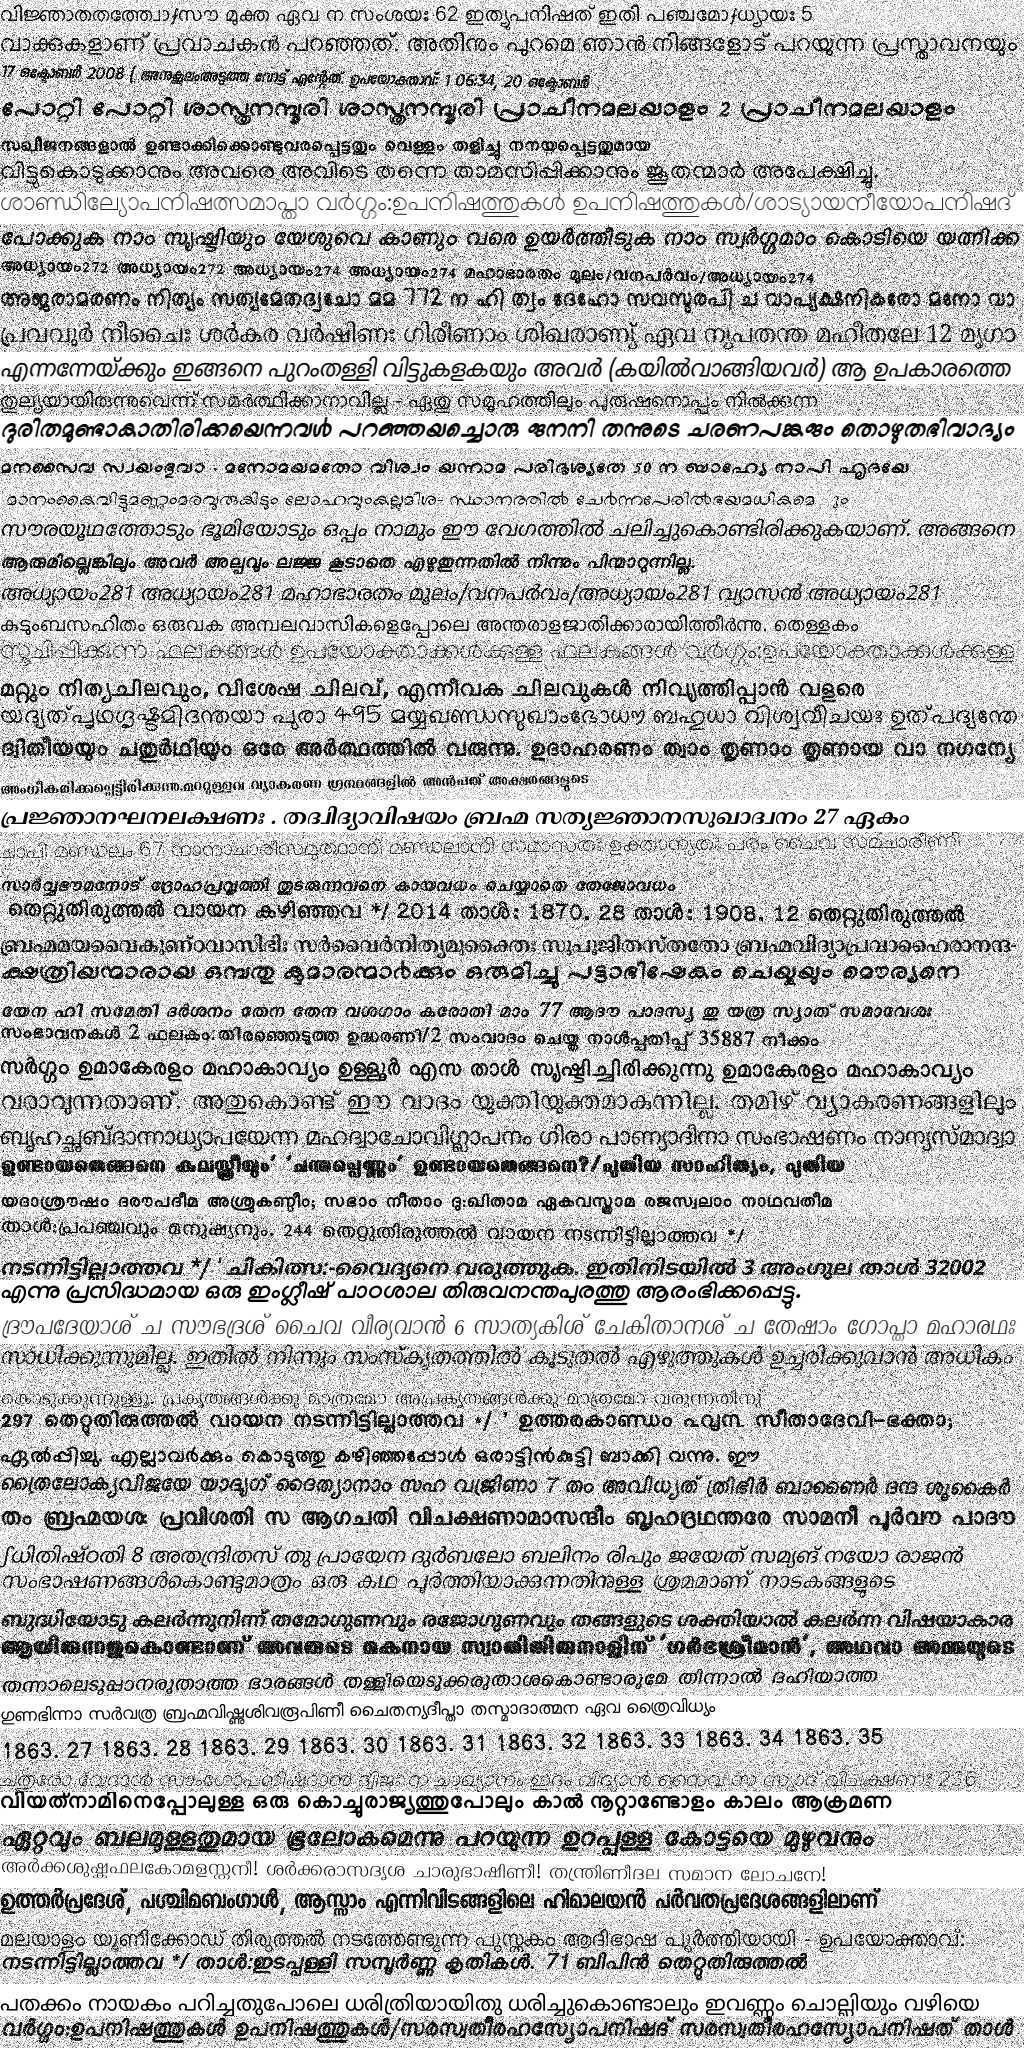 വിജ്ഞാതതത്ത്വോഽസൗ മുക്ത ഏവ ന സംശയഃ 62 ഇത്യുപനിഷത് ഇതി പഞ്ചമോഽധ്യായഃ 5
വാക്കുകളാണ് പ്രവാചകൻ പറഞ്ഞത്. അതിനും പുറമെ ഞാൻ നിങ്ങളോട് പറയുന്ന പ്രസ്താവനയും
17 ഒക്ടോബർ 2008 ( അനുകൂലംഅടുത്ത വോട്ട് എന്റേത്. ഉപയോക്താവ്: 1 06:34, 20 ഒക്ടോബർ
പോറ്റി പോറ്റി ശാസ്ത്രനമ്പൂരി ശാസ്ത്രനമ്പൂരി പ്രാചീനമലയാളം 2 പ്രാചീനമലയാളം
സഖീജനങ്ങളാൽ ഉണ്ടാക്കിക്കൊണ്ടുവരപ്പെട്ടതും വെള്ളം തളിച്ചു നനയപ്പെട്ടതുമായ
വിട്ടുകൊടുക്കാനും അവരെ അവിടെ തന്നെ താമസിപ്പിക്കാനും ജൂതന്മാർ അപേക്ഷിച്ചു.
ശാണ്ഡില്യോപനിഷത്സമാപ്താ വർഗ്ഗം:ഉപനിഷത്തുകൾ ഉപനിഷത്തുകൾ/ശാട്യായനീയോപനിഷദ്
പോക്കുക നാം സൃഷ്ടിയും യേശുവെ കാണും വരെ ഉയർത്തീടുക നാം സ്വർഗ്ഗമാം കൊടിയെ യത്നിക്ക
അധ്യായം272 അധ്യായം272 അധ്യായം274 അധ്യായം274 മഹാഭാരതം മൂലം/വനപർവം/അധ്യായം274
അജരാമരണം നിത്യം സത്വമേതദ്വചോ മമ 772 ന ഹി ത്വം ദേഹോ സവസുരപി ച വാപ്യക്ഷനികരോ മനോ വാ
പ്രവവുർ നീചൈഃ ശർകര വർഷിണഃ ഗിരീണാം ശിഖരാണ്യ് ഏവ ന്യപതന്ത മഹീതലേ 12 മൃഗാ
എന്നന്നേയ്ക്കും ഇങ്ങനെ പുറംതള്ളി വിട്ടുകളകയും അവർ (കയിൽവാങ്ങിയവർ) ആ ഉപകാരത്തെ
തുല്യയായിരുന്നുവെന്ന് സമർത്ഥിക്കാനാവില്ല - ഏതു സമൂഹത്തിലും പുരുഷനൊപ്പം നിൽക്കുന്ന
ദുരിതമുണ്ടാകാതിരിക്കയെന്നവൾ പറഞ്ഞയച്ചൊരു ജനനി തന്നുടെ ചരണപങ്കജം തൊഴുതഭിവാദ്യം
മനസൈവ സ്വയംഭുവാ · മനോമയമതോ വിശ്വം യന്നാമ പരിദൃശ്യതേ 50 ന ബാഹ്യേ നാപി ഹൃദയേ
മാനംകൈവിട്ടുമണ്ണുംമരവുരുങ്കിട്ടും ലോഹവുംകല്ലുമിശ- സ്ഥാനരത്തിൽ ചേർന്നപേരിൽഭയമധികമെ ും
സൗരയൂഥത്തോടും ഭൂമിയോടും ഒപ്പം നാമും ഈ വേഗത്തിൽ ചലിച്ചുകൊണ്ടിരിക്കുകയാണ്. അങ്ങനെ
ആരുമില്ലെങ്കിലും അവർ അല്പവും ലജ്ജ കൂടാതെ എഴുതുന്നതിൽ നിന്നും പിന്മാറുന്നില്ല.
അധ്യായം281 അധ്യായം281 മഹാഭാരതം മൂലം/വനപർവം/അധ്യായം281 വ്യാസൻ അധ്യായം281
കുടുംബസഹിതം ഒരുവക അമ്പലവാസികളെപ്പോലെ അന്തരാളജാതിക്കാരായിത്തീർന്നു. തെള്ളകം
സൂചിപ്പിക്കുന്ന ഫലകങ്ങൾ ഉപയോക്താക്കൾക്കുള്ള ഫലകങ്ങൾ വർഗ്ഗം:ഉപയോക്താക്കൾക്കുള്ള
മറ്റും നിത്യചിലവും, വിശേഷ ചിലവ്, എന്നീവക ചിലവുകൾ നിവൃത്തിപ്പാൻ വളരെ
യദ്യത്പൃഥഗ്ദൃഷ്ടമിദന്തയാ പുരാ 495 മയ്യഖണ്ഡസുഖാംഭോധൗ ബഹുധാ വിശ്വവീചയഃ ഉത്പദ്യന്തേ
ദ്വിതീയയും ചതുർഥിയും ഒരേ അർത്ഥത്തിൽ വരുന്നു. ഉദാഹരണം ത്വാം തൃണാം തൃണായ വാ നഗന്യേ
അംഗീകരിക്കപ്പെട്ടിരിക്കുന്നു.മററുള്ളവ വ്യാകരണ ഗ്രന്ഥങ്ങളിൽ അൻപത് അക്ഷരങ്ങളുടെ
പ്രജ്ഞാനഘനലക്ഷണഃ . തദ്വിദ്യാവിഷയം ബ്രഹ്മ സത്യജ്ഞാനസുഖാദ്വനം 27 ഏകം
ചാപി മണ്ഡലം 67 നാനാചാരീസമുത്ഥാനി മണ്ഡലാനി സമാസതഃ ഉക്താന്യതഃ പരം ചൈവ സമചാരീണി
സാർവ്വഭൗമനോട് ദ്രോഹപ്രവൃത്തി തുടരുന്നവനെ കായവധം ചെയ്യാതെ തേജോവധം
തെറ്റുതിരുത്തൽ വായന കഴിഞ്ഞവ */ 2014 താൾ: 1870. 28 താൾ: 1908. 12 തെറ്റുതിരുത്തൽ
ബ്രഹ്മമയവൈകുണ്ഠവാസിഭിഃ സർവൈർനിത്യമുക്തൈഃ സുപൂജിതസ്തതോ ബ്രഹ്മവിദ്യാപ്രവാഹൈരാനന്ദ-
ക്ഷത്രിയന്മാരായ ഒമ്പതു കുമാരന്മാർക്കും ഒരുമിച്ചു പട്ടാഭിഷേകം ചെയ്കയും മൌര്യനെ
യേന ഹി സമേതി ദർശനം തേന തേന വശഗാം കരോതി മാം 77 ആദൗ പാദസ്യ തു യത്ര സ്യാത് സമാവേശഃ
സംഭാവനകൾ 2 ഫലകം:തിരഞ്ഞെടുത്ത ഉദ്ധരണി/2 സംവാദം ചെയ്ത നാൾപ്പതിപ്പ് 35887 നീക്കം
സർഗ്ഗം ഉമാകേരളം മഹാകാവ്യം ഉള്ളൂർ എസ താൾ സൃഷ്ടിച്ചിരിക്കുന്നു ഉമാകേരളം മഹാകാവ്യം
വരാവുന്നതാണ്. അതുകൊണ്ട് ഈ വാദം യുക്തിയുക്തമാകുന്നില്ല. തമിഴ് വ്യാകരണങ്ങളിലും
ബൃഹച്ഛബ്ദാന്നാധ്യാപയേന്ന മഹദ്വാചോവിഗ്ലാപനം ഗിരാ പാണ്യാദിനാ സംഭാഷണം നാന്യസ്മാദ്വാ
ഉണ്ടായതെങ്ങനെ കുലസ്ത്രീയും' 'ചന്തപ്പെണ്ണും' ഉണ്ടായതെങ്ങനെ?/പുതിയ സാഹിത്യം, പുതിയ
യദാശ്രൗഷം ദ്രൗപദീമ അശ്രുകണ്ഠീം; സഭാം നീതാം ദു:ഖിതാമ ഏകവസ്ത്രാമ രജസ്വലാം നാഥവതീമ
താൾ:പ്രപഞ്ചവും മനുഷ്യനും. 244 തെറ്റുതിരുത്തൽ വായന നടന്നിട്ടില്ലാത്തവ */
നടന്നിട്ടില്ലാത്തവ */ ' ചികിത്സ:-വൈദ്യനെ വരുത്തുക. ഇതിനിടയിൽ 3 അംഗുല താൾ 32002
എന്നു പ്രസിദ്ധമായ ഒരു ഇംഗ്ലീഷ് പാഠശാല തിരുവനന്തപുരത്തു ആരംഭിക്കപ്പെട്ടു.
ദ്രൗപദേയാശ് ച സൗഭദ്രശ് ചൈവ വീര്യവാൻ 6 സാത്യകിശ് ചേകിതാനശ് ച തേഷാം ഗോപ്താ മഹാരഥഃ
സാധിക്കുന്നുമില്ല. ഇതിൽ നിന്നും സംസ്കൃതത്തിൽ കൂടുതൽ എഴുത്തുകൾ ഉച്ചരിക്കുവാൻ അധികം
കൊടുക്കുന്നുള്ളു. പ്രകൃതങ്ങൾക്കു മാത്രമോ അപ്രകൃതങ്ങൾക്കു മാത്രമോ വരുന്നതിനു്
297 തെറ്റുതിരുത്തൽ വായന നടന്നിട്ടില്ലാത്തവ */ ' ഉത്തരകാണ്ഡം ൧൮൩ സീതാദേവി-ഭക്താ;
ഏൽപ്പിച്ചു. എല്ലാവർക്കും കൊടുത്തു കഴിഞ്ഞപ്പോൾ ഒരാട്ടിൻകുട്ടി ബാക്കി വന്നു. ഈ
ത്രൈലോക്യവിജയേ യാദൃഗ് ദൈത്യാനാം സഹ വജ്രിണാ 7 തം അവിധ്യത് ത്രിഭിർ ബാണൈർ ദന്ദ ശൂകൈർ
തം ബ്രഹ്മയശഃ പ്രവിശതി സ ആഗചതി വിചക്ഷണാമാസന്ദീം ബൃഹദ്രഥന്തരേ സാമനീ പൂർവൗ പാദൗ
ഽധിതിഷ്ഠതി 8 അതന്ദ്രിതസ് തു പ്രായേന ദുർബലോ ബലിനം രിപും ജയേത് സമ്യങ് നയോ രാജൻ
സംഭാഷണങ്ങൾകൊണ്ടുമാത്രം ഒരു കഥ പൂർത്തിയാക്കുന്നതിനുള്ള ശ്രമമാണ് നാടകങ്ങളുടെ
ബുദ്ധിയോടു കലർന്നുനിന്ന് തമോഗുണവും രജോഗുണവും തങ്ങളുടെ ശക്തിയാൽ കലർന്ന വിഷയാകാര
ആയിരുന്നതുകൊണ്ടാണ് അവരുടെ മകനായ സ്വാതിതിരുനാളിന് 'ഗർഭശ്രീമാൻ', അഥവാ അമ്മയുടെ
തന്നാലെടുപ്പാനരുതാത്ത ഭാരങ്ങൾ തള്ളിയെടുക്കരുതാശകൊണ്ടാരുമേ തിന്നാൽ ദഹിയാത്ത
ഗുണഭിന്നാ സർവത്ര ബ്രഹ്മവിഷ്ണുശിവരൂപിണീ ചൈതന്യദീപ്താ തസ്മാദാത്മന ഏവ ത്രൈവിധ്യം
1863. 27 1863. 28 1863. 29 1863. 30 1863. 31 1863. 32 1863. 33 1863. 34 1863. 35
ചതുരോ വേദാൻ സാംഗോപനിഷദാൻ ദ്വിജഃ ന ചാഖ്യാനം ഇദം വിദ്യാൻ നൈവ സ സ്യാദ് വിചക്ഷണഃ 236
വിയത്നാമിനെപ്പോലുള്ള ഒരു കൊച്ചുരാജ്യത്തുപോലും കാൽ നൂറ്റാണ്ടോളം കാലം ആക്രമണ
ഏറ്റവും ബലമുള്ളതുമായ ഭൂലോകമെന്നു പറയുന്ന ഉറപ്പുള്ള കോട്ടയെ മുഴുവനും
അർക്കശുഷ്കഫലകോമളസ്തനീ! ശർക്കരാസദൃശ ചാരുഭാഷിണീ! തന്ത്രിണീദല സമാന ലോചനേ!
ഉത്തർപ്രദേശ്, പശ്ചിമബംഗാൾ, ആസ്സാം എന്നിവിടങ്ങളിലെ ഹിമാലയൻ പർവതപ്രദേശങ്ങളിലാണ്
മലയാളം യൂണിക്കോഡ് തിരുത്തൽ നടത്തേണ്ടുന്ന പുസ്തകം ആദിഭാഷ പൂർത്തിയായി - ഉപയോക്താവ്:
നടന്നിട്ടില്ലാത്തവ */ താൾ:ഇടപ്പള്ളി സമ്പൂർണ്ണ കൃതികൾ. 71 ബിപിൻ തെറ്റുതിരുത്തൽ
പതക്കം നായകം പറിച്ചതുപോലെ ധരിത്രിയായിതു ധരിച്ചുകൊണ്ടാലും ഇവണ്ണം ചൊല്ലിയും വഴിയെ
വർഗ്ഗം:ഉപനിഷത്തുകൾ ഉപനിഷത്തുകൾ/സരസ്വതീരഹസ്യോപനിഷദ് സരസ്വതീരഹസ്യോപനിഷത് താൾ